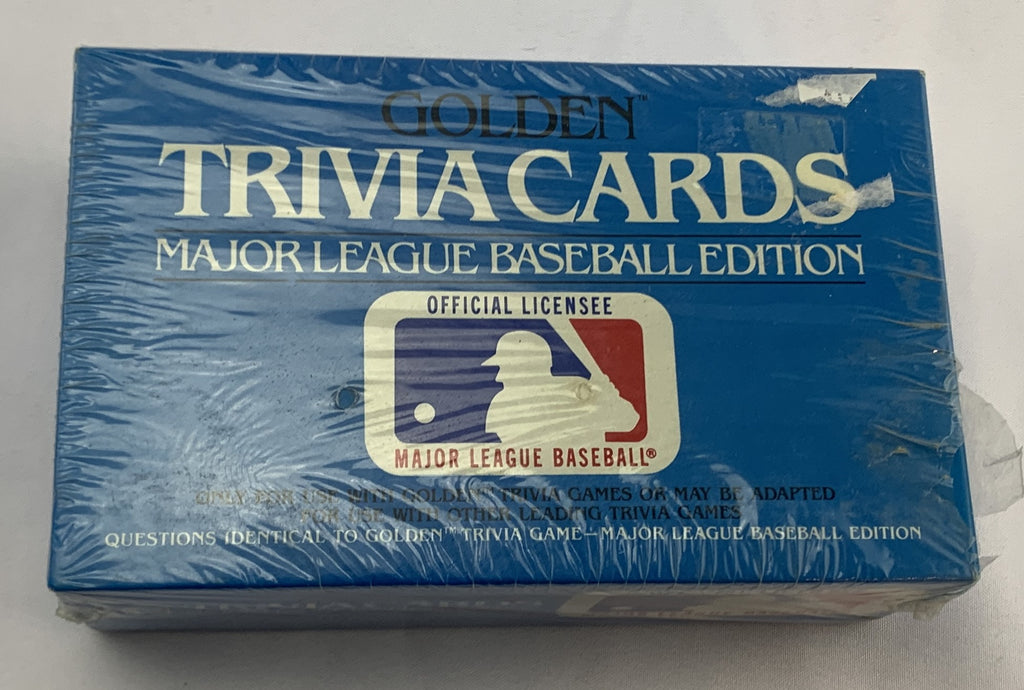 GOLDEN™
TRIVIA CARDS
MAJOR LEAGUE BASEBALL EDITION
OFFICIAL LICENSEE
MAJOR LEAGUE BASEBALL®
ONLY FOR USE WITH GOLDEN™ TRIVIA GAMES OR MAY BE ADAPTED
FOR USE WITH OTHER LEADING TRIVIA GAMES
QUESTIONS IDENTICAL TO GOLDEN™ TRIVIA GAME—MAJOR LEAGUE BASEBALL EDITION
TRIVIA CARDS